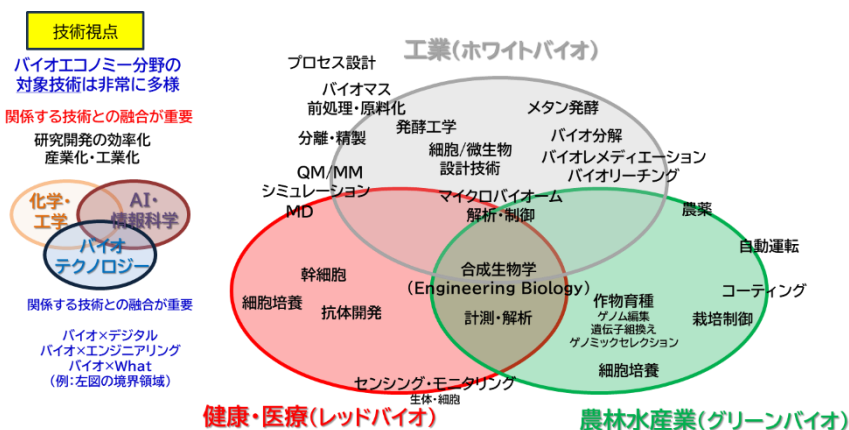 技術視点
バイオエコノミー分野の
対象技術は非常に多様
関係する技術との融合が重要
研究開発の効率化
産業化・工業化
化学・
工学
AI・
情報科学
バイオ
テクノロジー
関係する技術との融合が重要
バイオ×デジタル
バイオ×エンジニアリング
バイオ×What
（例：左図の境界領域）
工業（ホワイトバイオ）
プロセス設計
バイオマス
前処理・原料化
分離・精製
発酵工学
メタン発酵
細胞/微生物
設計技術
バイオ分解
バイオレメディエーション
バイオリーチング
QM/MM
シミュレーション
MD
マイクロバイオーム
解析・制御
農薬
自動運転
コーティング
栽培制御
幹細胞
細胞培養
抗体開発
合成生物学
（Engineering Biology）
計測・解析
作物育種
ゲノム編集
遺伝子組換え
ゲノミックセレクション
細胞培養
センシング・モニタリング
生体・細胞
健康・医療（レッドバイオ）
農林水産業（グリーンバイオ）